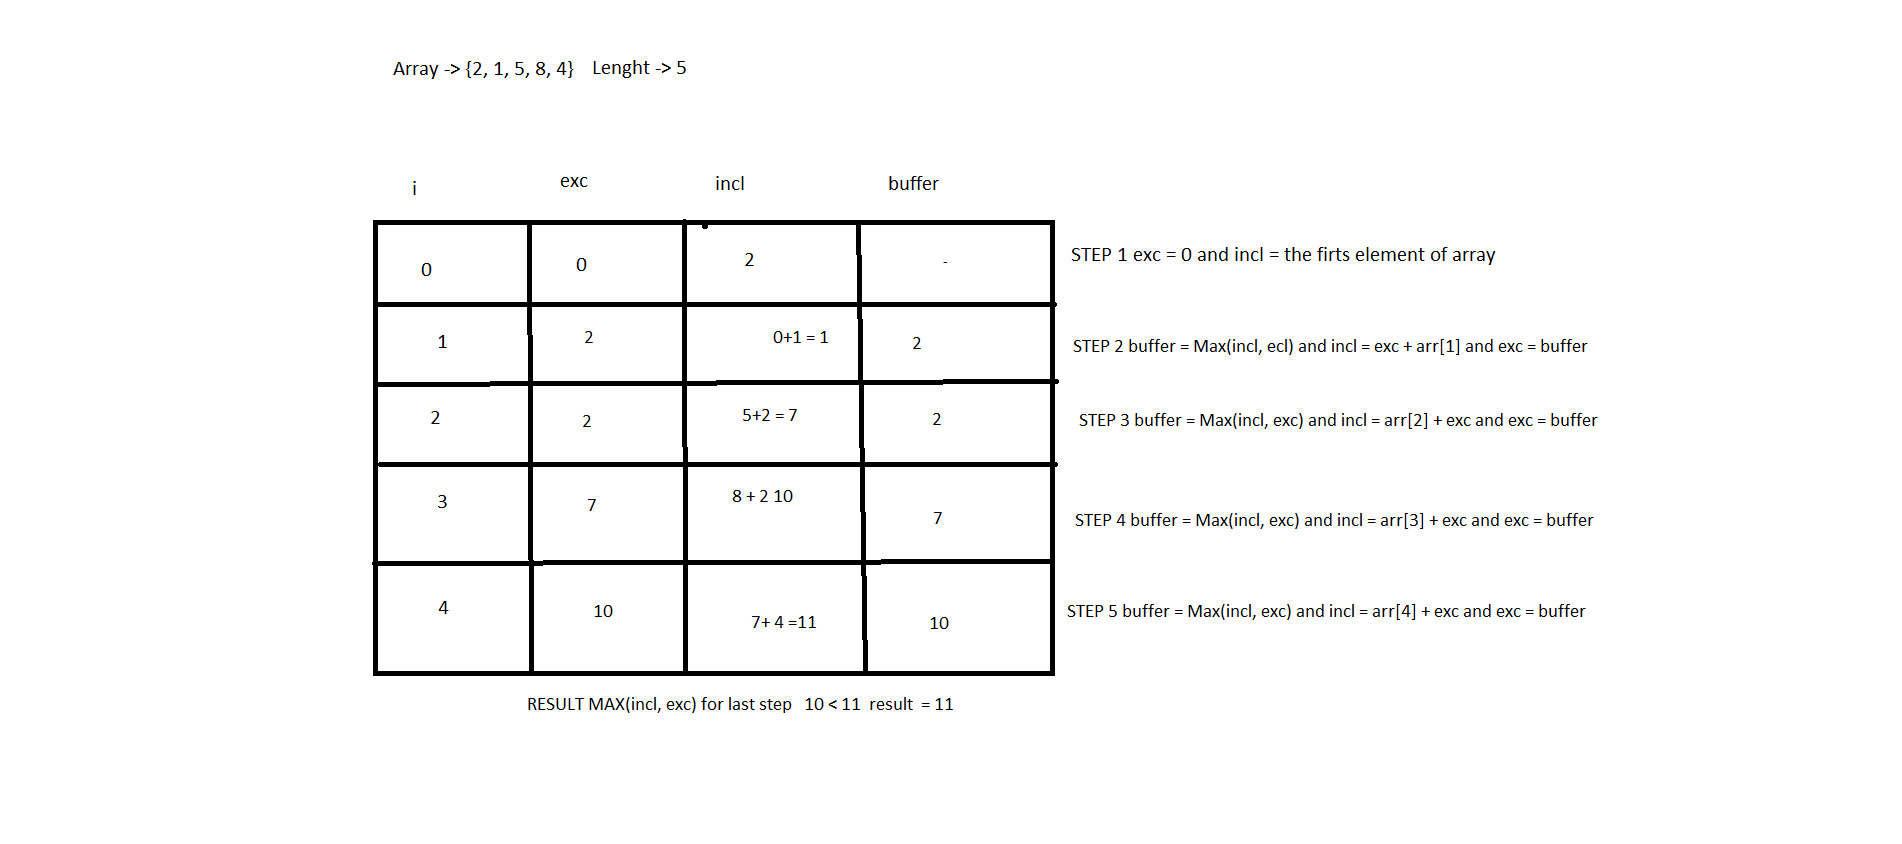 Array -> {2, 1, 5, 8, 4} Lenght -> 5
i exc incl buffer
0 0 2 - STEP 1 exc = 0 and incl = the firts element of array
1 2 0+1 = 1 2 STEP 2 buffer = Max(incl, ecl) and incl = exc + arr[1] and exc = buffer
2 2 5+2 = 7 2 STEP 3 buffer = Max(incl, exc) and incl = arr[2] + exc and exc = buffer
3 7 8 + 2 10 7 STEP 4 buffer = Max(incl, exc) and incl = arr[3] + exc and exc = buffer
4 10 7+ 4 =11 10 STEP 5 buffer = Max(incl, exc) and incl = arr[4] + exc and exc = buffer
RESULT MAX(incl, exc) for last step 10 < 11 result = 11